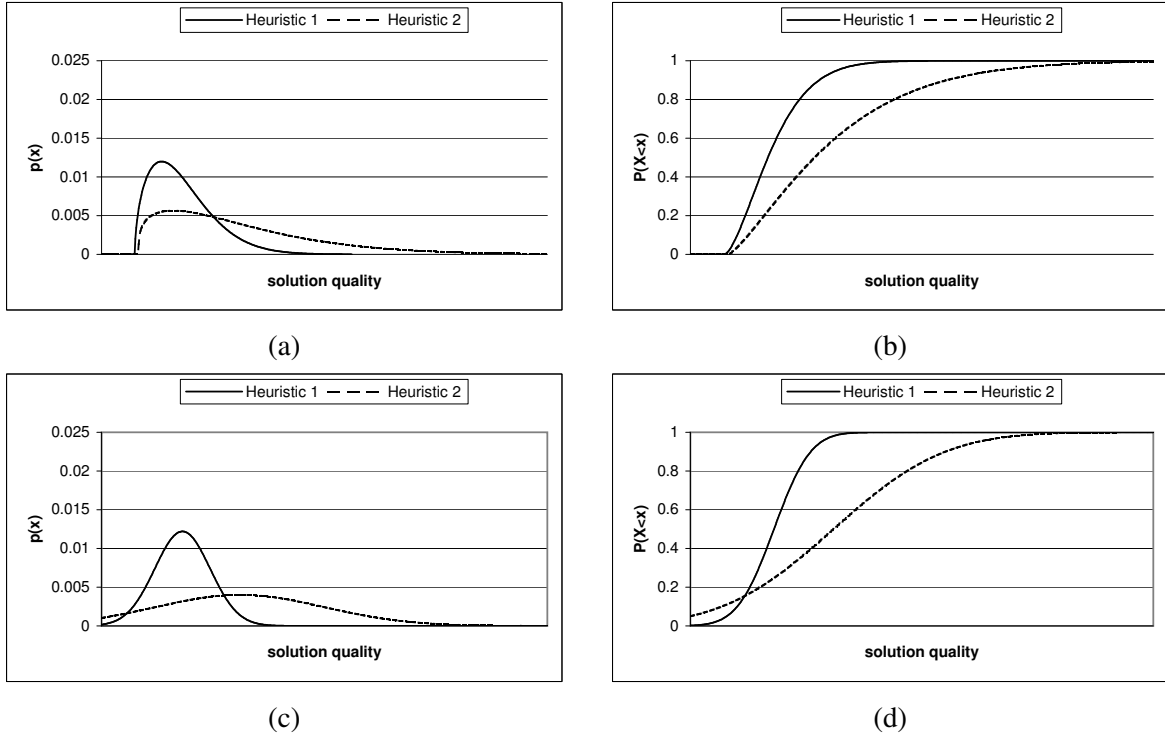 Heuristic 1 Heuristic 2
0.025
0.02
0.015
0.01
0.005
0
p(x)
solution quality
(a)
Heuristic 1 Heuristic 2
1
0.8
0.6
0.4
0.2
0
P(X<x)
solution quality
(b)
Heuristic 1 Heuristic 2
0.025
0.02
0.015
0.01
0.005
0
p(x)
solution quality
(c)
Heuristic 1 Heuristic 2
1
0.8
0.6
0.4
0.2
0
P(X<x)
solution quality
(d)